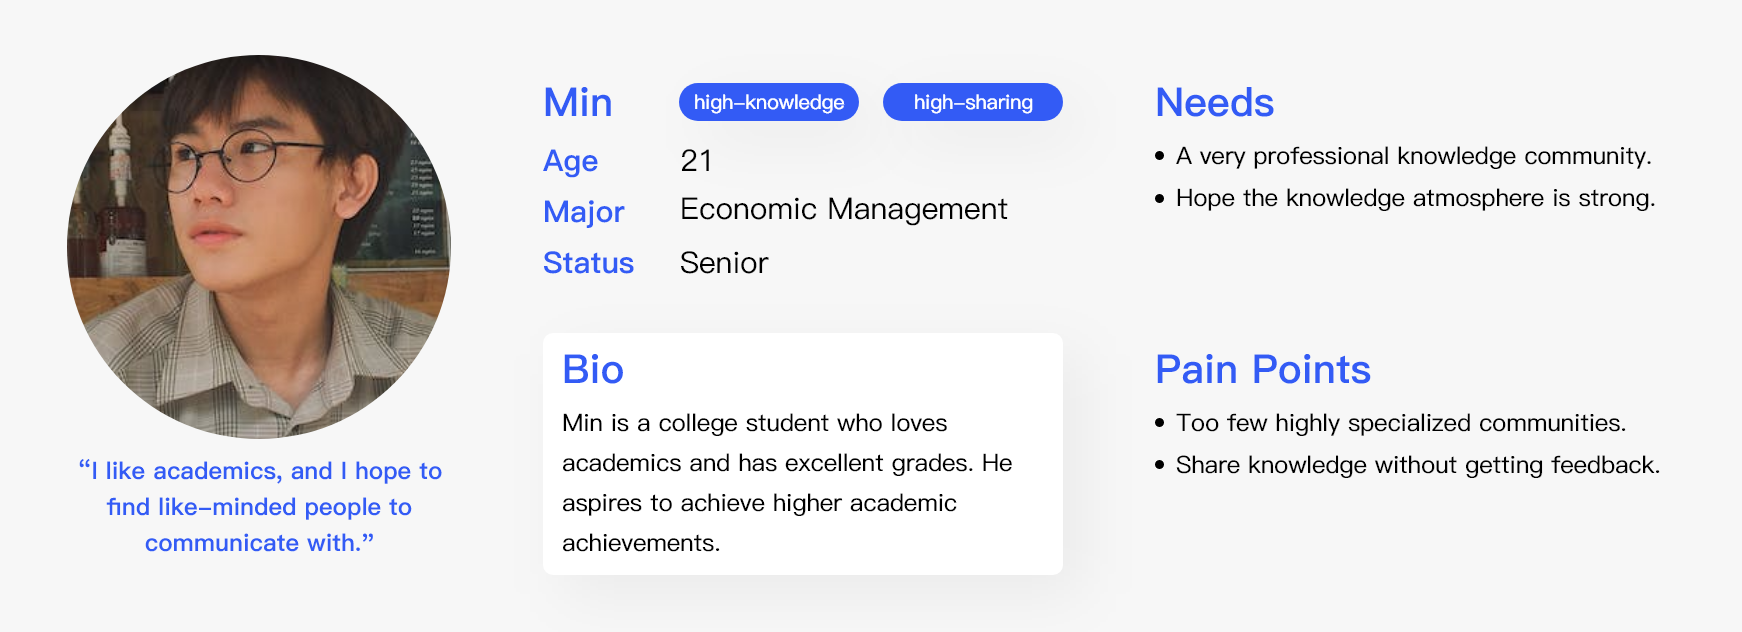 Min
high-knowledge
high-sharing
Age 21
Major Economic Management
Status Senior
“I like academics, and I hope to
find like-minded people to
communicate with.”
Bio
Min is a college student who loves
academics and has excellent grades. He
aspires to achieve higher academic
achievements.
Needs
• A very professional knowledge community.
• Hope the knowledge atmosphere is strong.
Pain Points
• Too few highly specialized communities.
• Share knowledge without getting feedback.